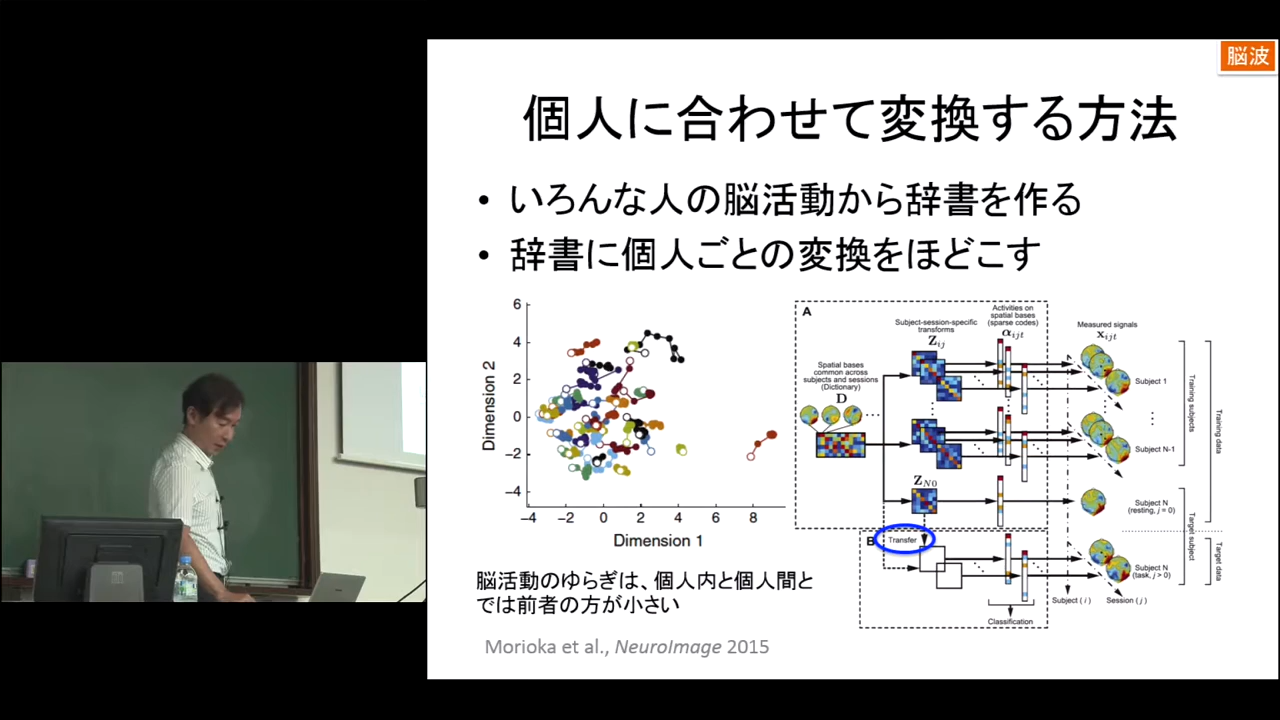 脳波
個人に合わせて変換する方法
• いろんな人の脳活動から辞書を作る
• 辞書に個人ごとの変換をほどこす
6
4
2
0
−2
−4
Dimension 2
−4 −2 0 2 4 6 8
Dimension 1
脳活動のゆらぎは、個人内と個人間と
では前者の方が小さい
Morioka et al., NeuroImage 2015
A
Subject-session-specific
transforms
Z_ij
Activities on
spatial bases
(sparse codes)
α_ijt
Measured signals
x_ijt
Spatial bases
common across
subjects and sessions
(Dictionary)
D
Subject 1
Subject N-1
Training subjects
Training data
Z_N0
Subject N
(resting, j = 0)
Target subject
B
Transfer
Subject N
(task, j > 0)
Target data
Subject ( i )
Session ( j )
Classification